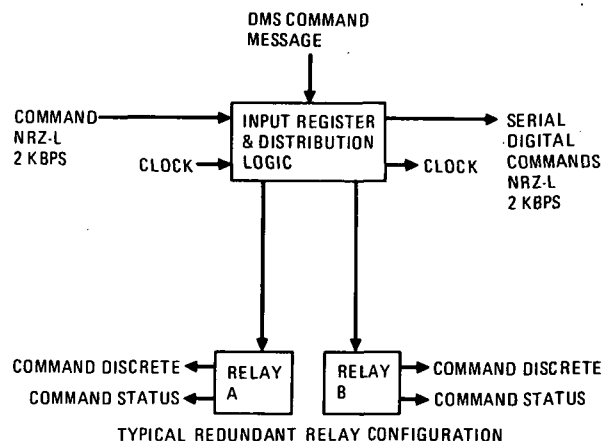 DMS COMMAND
MESSAGE
COMMAND
NRZ-L
2 KBPS
INPUT REGISTER
& DISTRIBUTION
LOGIC
SERIAL
DIGITAL
COMMANDS
NRZ-L
2 KBPS
CLOCK
CLOCK
COMMAND DISCRETE
COMMAND STATUS
RELAY
A
RELAY
B
COMMAND DISCRETE
COMMAND STATUS
TYPICAL REDUNDANT RELAY CONFIGURATION